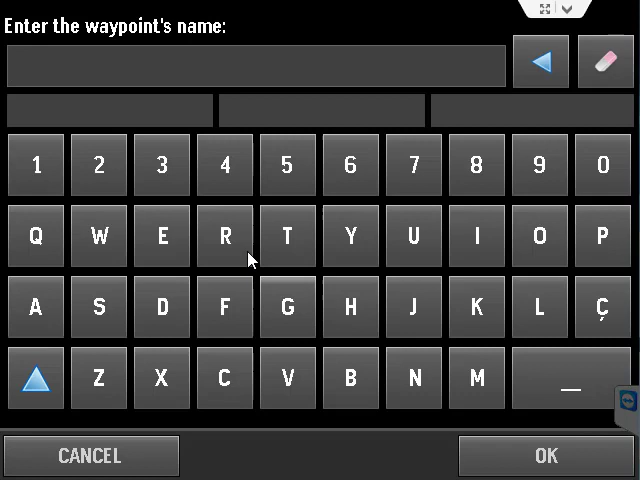 Enter the waypoint's name:
1 2 3 4 5 6 7 8 9 0
Q W E R T Y U I O P
A S D F G H J K L Ç
Z X C V B N M _
CANCEL OK